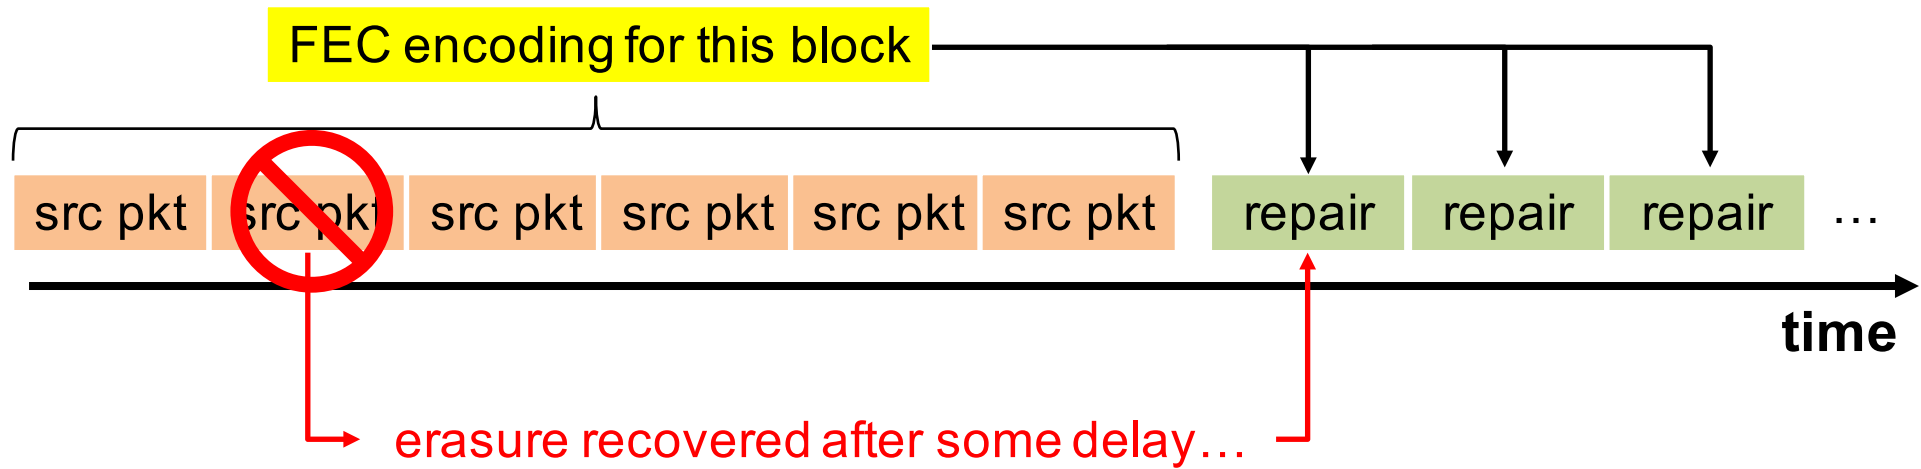 FEC encoding for this block
src pkt src pkt src pkt src pkt src pkt src pkt repair repair repair …
time
erasure recovered after some delay…